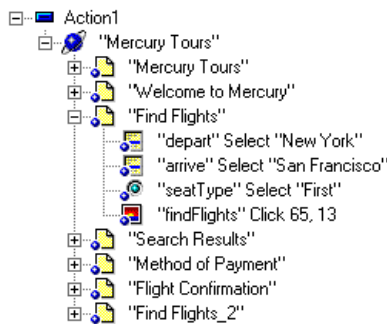 Action1
"Mercury Tours"
"Mercury Tours"
"Welcome to Mercury"
"Find Flights"
"depart" Select "New York"
"arrive" Select "San Francisco"
"seatType" Select "First"
"findFlights" Click 65, 13
"Search Results"
"Method of Payment"
"Flight Confirmation"
"Find Flights_2"